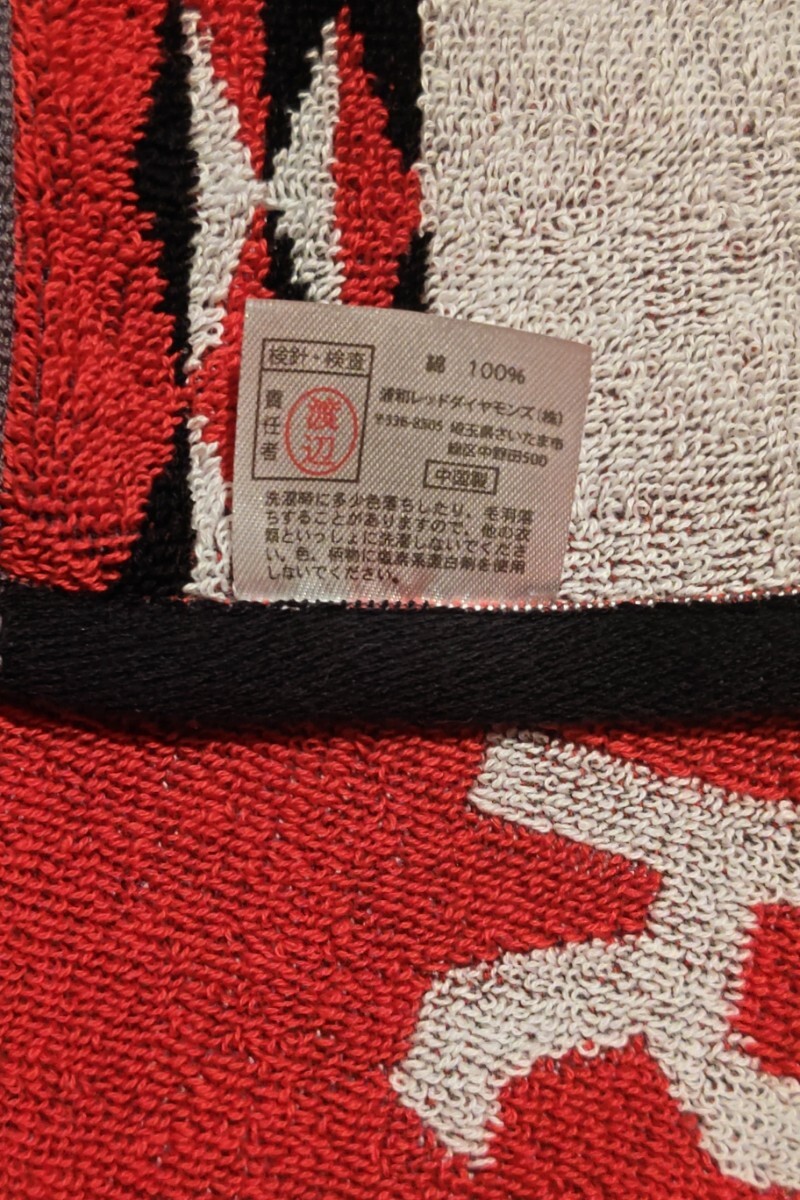 検針・検査
責任者
渡辺
綿 100%
浦和レッドダイヤモンズ(株)
〒336-8505 埼玉県さいたま市
緑区中野田500
中国製
洗濯時に多少色落ちしたり、毛羽落
ちすることがありますので、他の衣
類といっしょに洗濯しないでくださ
い。色、柄物に塩素系漂白剤を使用
しないでください。